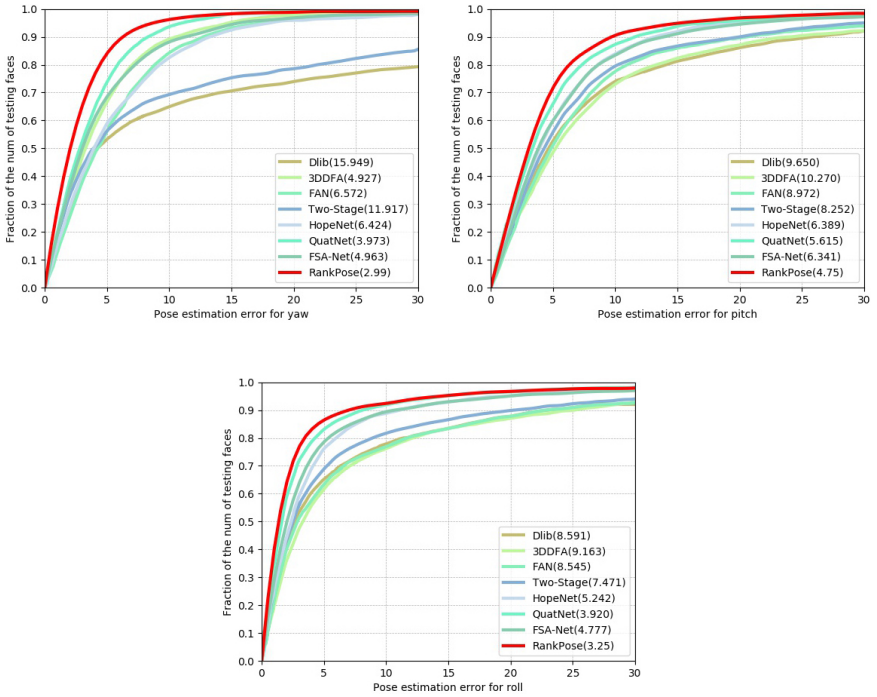 Fraction of the num of testing faces
1.0
0.9
0.8
0.7
0.6
0.5
0.4
0.3
0.2
0.1
0.0
Dlib(15.949)
3DDFA(4.927)
FAN(6.572)
Two-Stage(11.917)
HopeNet(6.424)
QuatNet(3.973)
FSA-Net(4.963)
RankPose(2.99)
0 5 10 15 20 25 30
Pose estimation error for yaw
Fraction of the num of testing faces
1.0
0.9
0.8
0.7
0.6
0.5
0.4
0.3
0.2
0.1
0.0
Dlib(9.650)
3DDFA(10.270)
FAN(8.972)
Two-Stage(8.252)
HopeNet(6.389)
QuatNet(5.615)
FSA-Net(6.341)
RankPose(4.75)
0 5 10 15 20 25 30
Pose estimation error for pitch
Fraction of the num of testing faces
1.0
0.9
0.8
0.7
0.6
0.5
0.4
0.3
0.2
0.1
0.0
Dlib(8.591)
3DDFA(9.163)
FAN(8.545)
Two-Stage(7.471)
HopeNet(5.242)
QuatNet(3.920)
FSA-Net(4.777)
RankPose(3.25)
0 5 10 15 20 25 30
Pose estimation error for roll